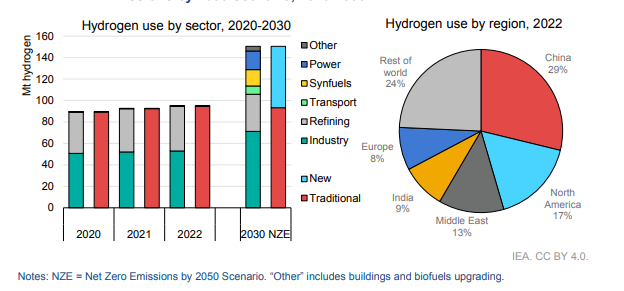 Hydrogen use by sector, 2020-2030
Mt hydrogen
160
140
120
100
80
60
40
20
0
2020
2021
2022
2030 NZE
Other
Power
Synfuels
Transport
Refining
Industry
New
Traditional
Hydrogen use by region, 2022
China
29%
North
America
17%
Middle East
13%
India
9%
Europe
8%
Rest of
world
24%
IEA. CC BY 4.0.
Notes: NZE = Net Zero Emissions by 2050 Scenario. “Other” includes buildings and biofuels upgrading.